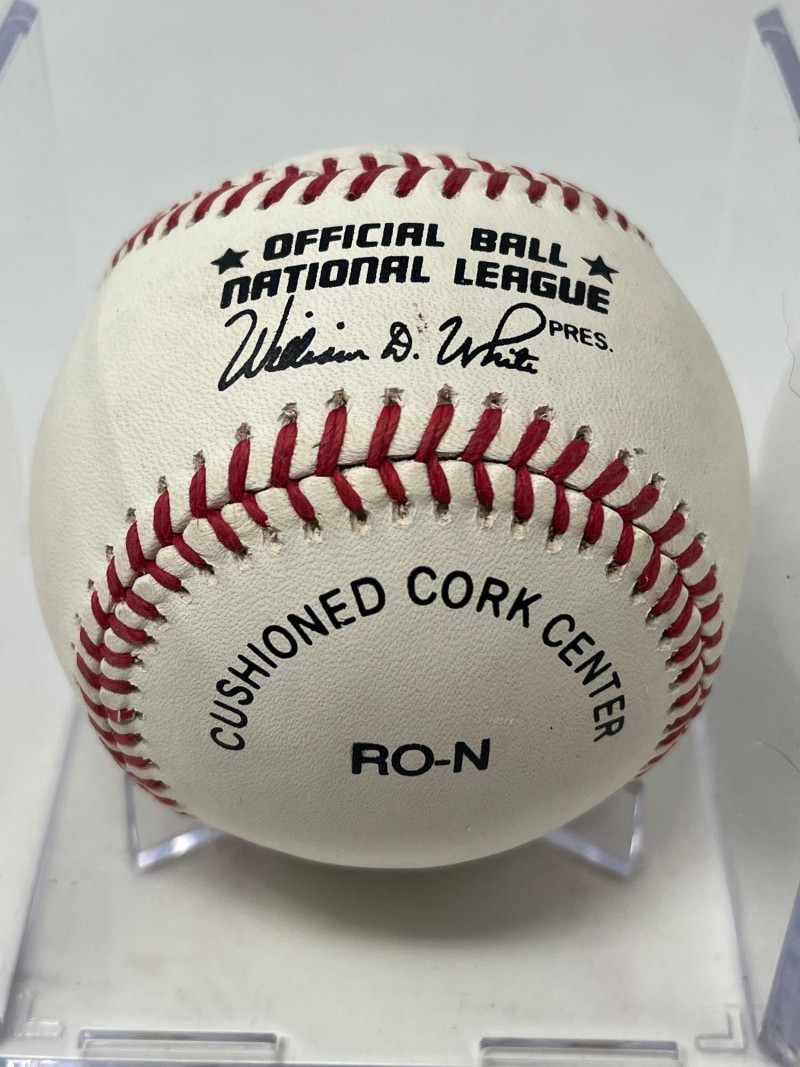 ★ OFFICIAL BALL ★
NATIONAL LEAGUE
William D. White PRES.
CUSHIONED CORK CENTER
RO-N